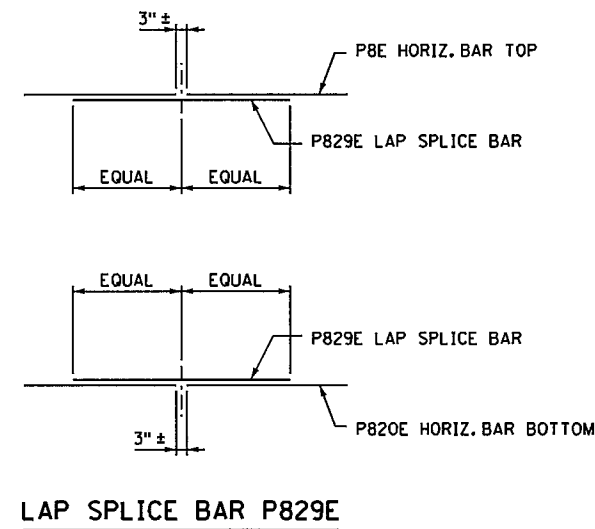 3" ±
P8E HORIZ. BAR TOP
P829E LAP SPLICE BAR
EQUAL EQUAL
EQUAL EQUAL
P829E LAP SPLICE BAR
3" ±
P820E HORIZ. BAR BOTTOM
LAP SPLICE BAR P829E